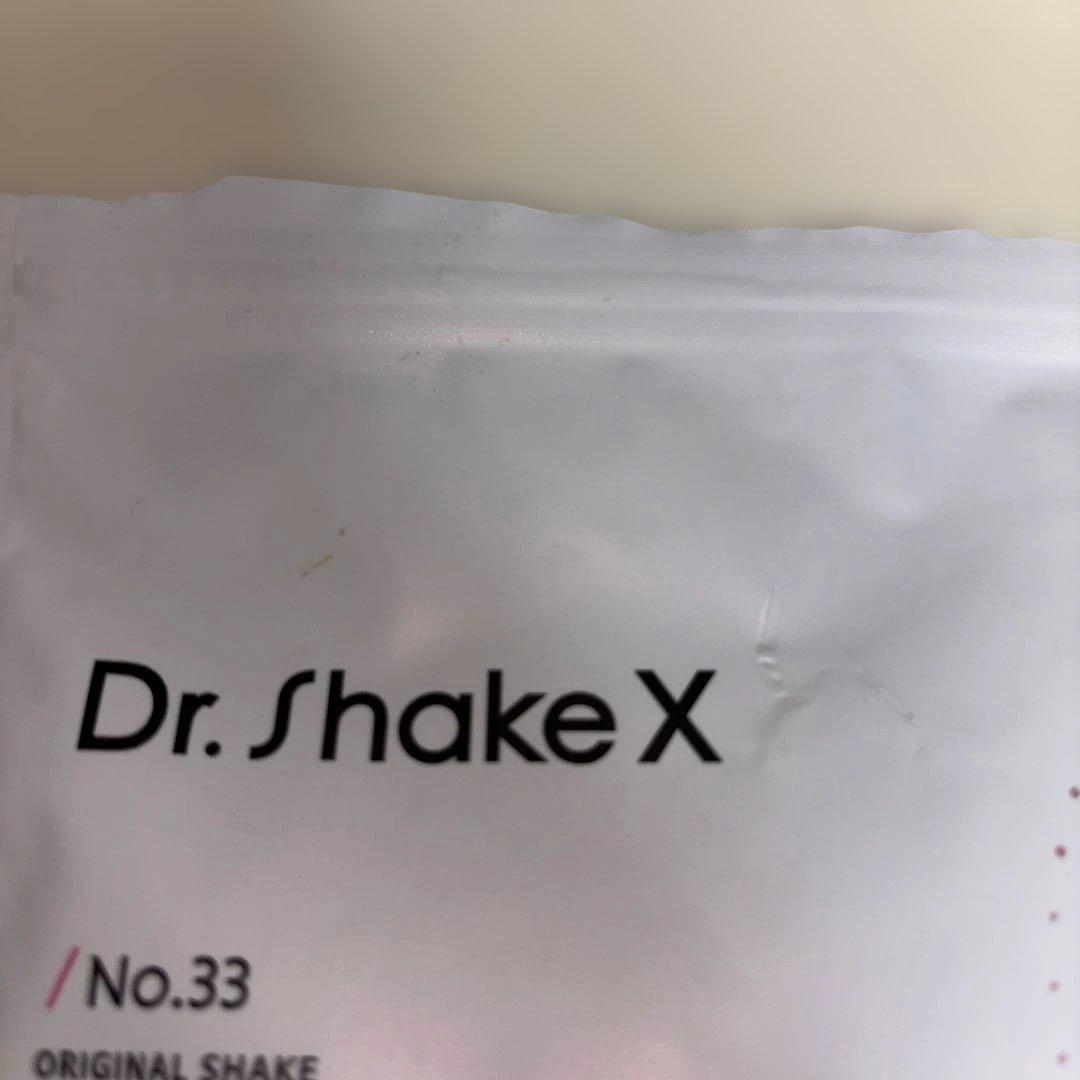 Dr. Shake X
/ No.33
ORIGINAL SHAKE